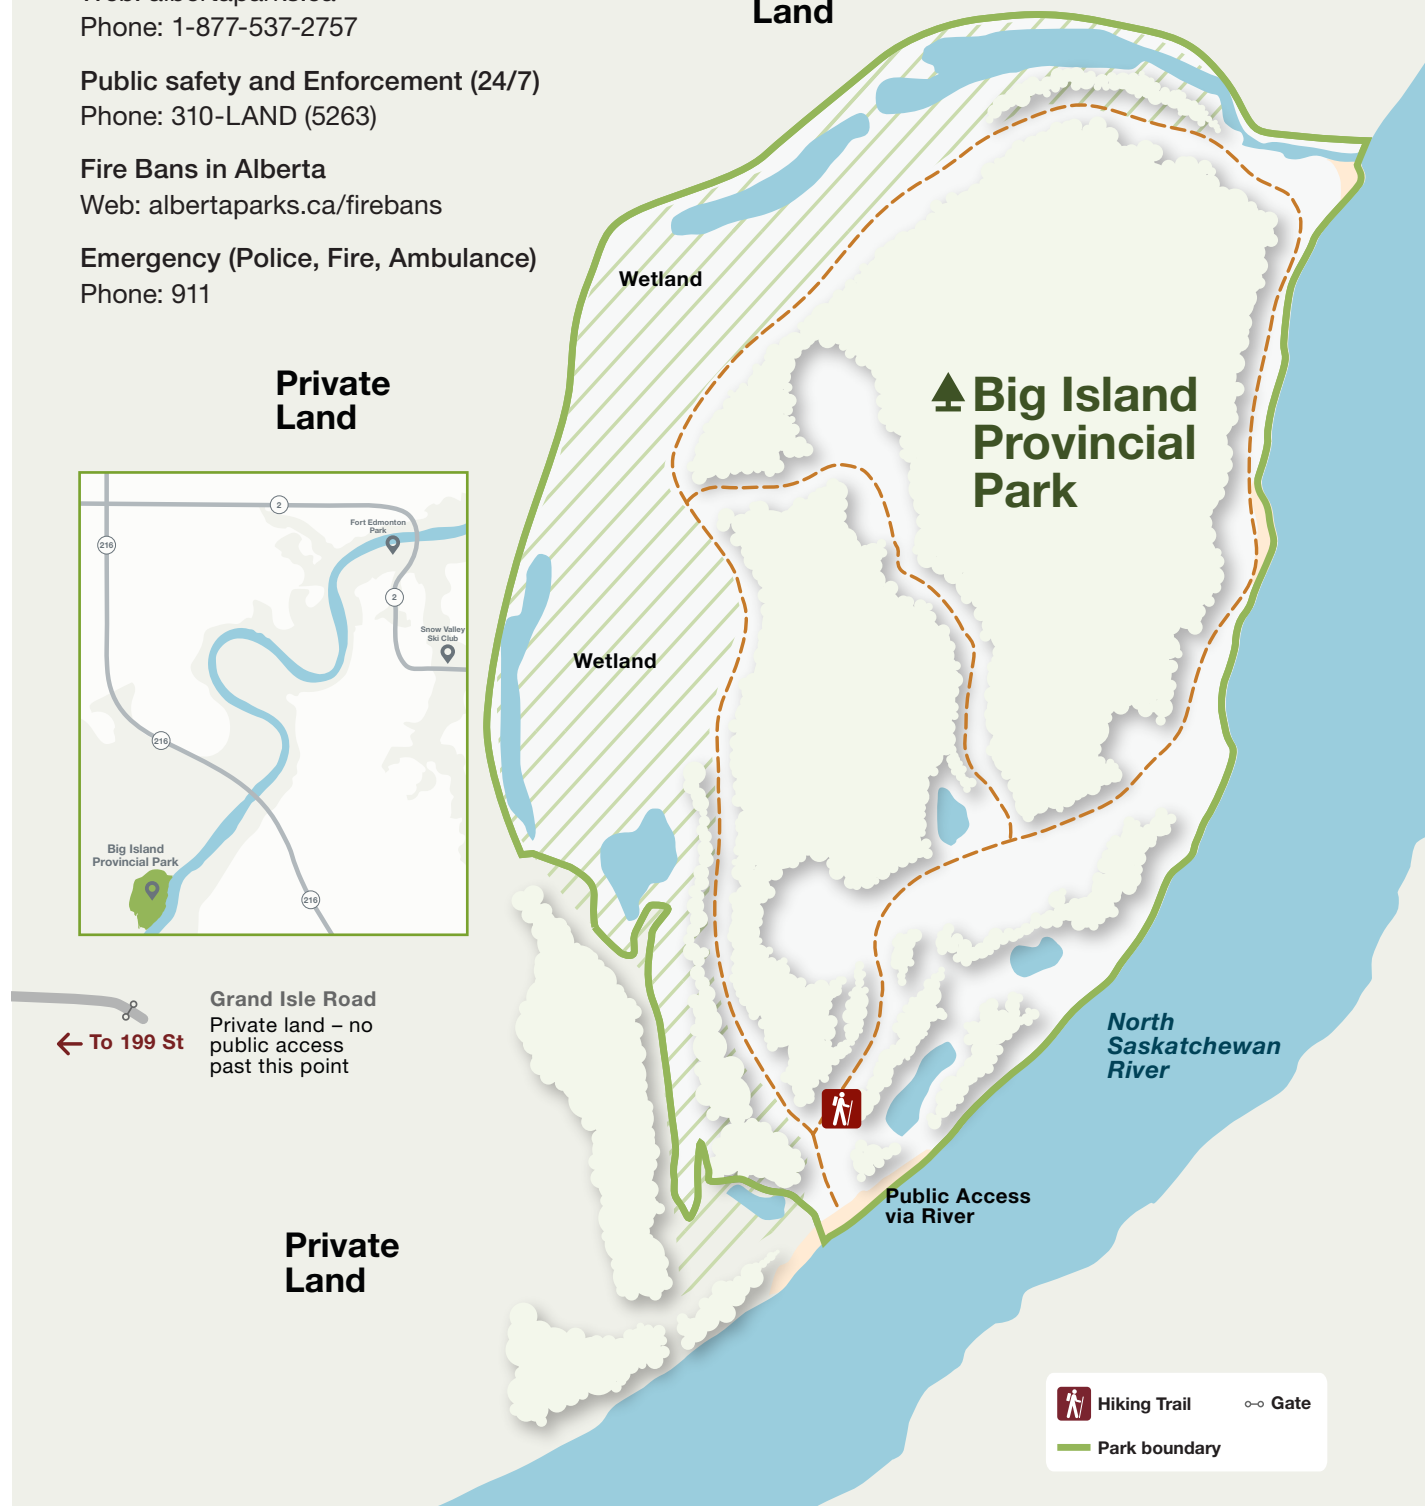 Web: albertaparks.ca
Phone: 1-877-537-2757
Land
Public safety and Enforcement (24/7)
Phone: 310-LAND (5263)
Fire Bans in Alberta
Web: albertaparks.ca/firebans
Emergency (Police, Fire, Ambulance)
Phone: 911
Wetland
Private
Land
Big Island
Provincial
Park
2
Fort Edmonton
Park
216
2
Snow Valley
Ski Club
216
Big Island
Provincial Park
216
Wetland
Grand Isle Road
Private land – no
public access
past this point
To 199 St
North
Saskatchewan
River
Public Access
via River
Private
Land
Hiking Trail
Gate
Park boundary